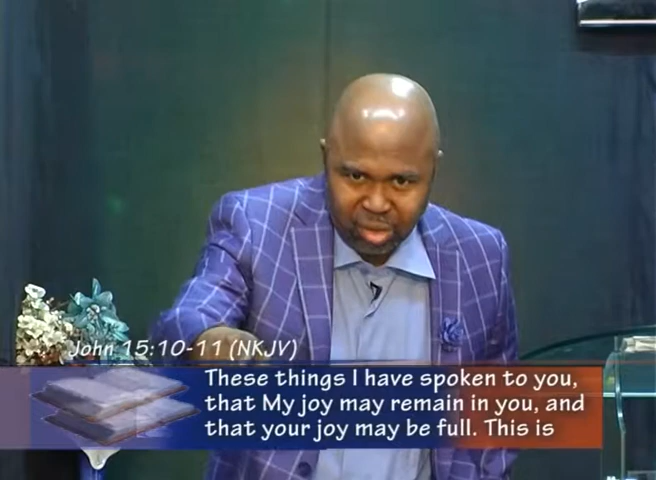 John 15:10-11 (NKJV)
These things I have spoken to you,
that My joy may remain in you, and
that your joy may be full. This is